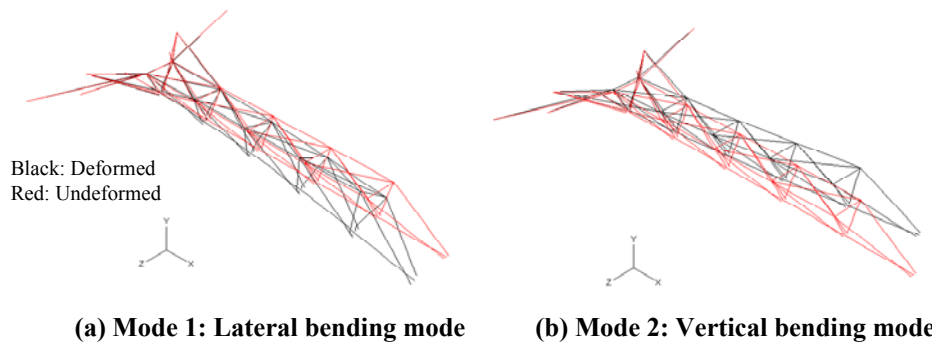 Black: Deformed
Red: Undeformed
Y
Z
X
Y
Z
X
(a) Mode 1: Lateral bending mode
(b) Mode 2: Vertical bending mode